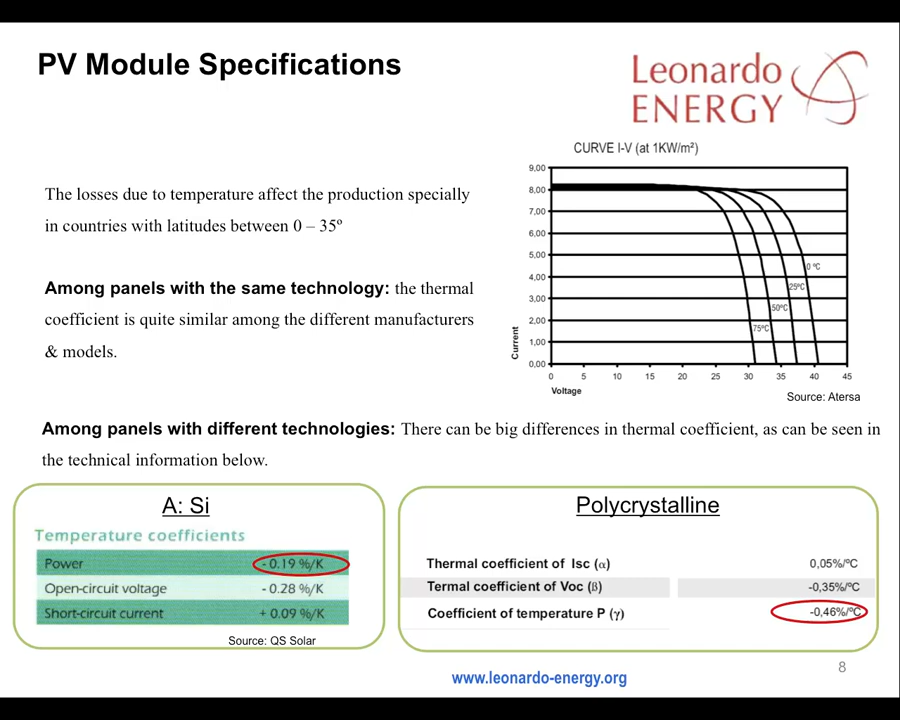 PV Module Specifications
Leonardo
ENERGY
CURVE I-V (at 1KW/m²)
The losses due to temperature affect the production specially
in countries with latitudes between 0 – 35º
Among panels with the same technology: the thermal
coefficient is quite similar among the different manufacturers
& models.
9,00
8,00
7,00
6,00
5,00
4,00
3,00
2,00
1,00
0,00
Current
0 ºC
25ºC
50ºC
75ºC
0 5 10 15 20 25 30 35 40 45
Voltage
Source: Atersa
Among panels with different technologies: There can be big differences in thermal coefficient, as can be seen in
the technical information below.
A: Si
Temperature coefficients
Power - 0.19 %/K
Open-circuit voltage - 0.28 %/K
Short-circuit current + 0.09 %/K
Source: QS Solar
Polycrystalline
Thermal coefficient of Isc (α) 0,05%/ºC
Termal coefficient of Voc (ß) -0,35%/ºC
Coefficient of temperature P (γ) -0,46%/ºC
www.leonardo-energy.org
8